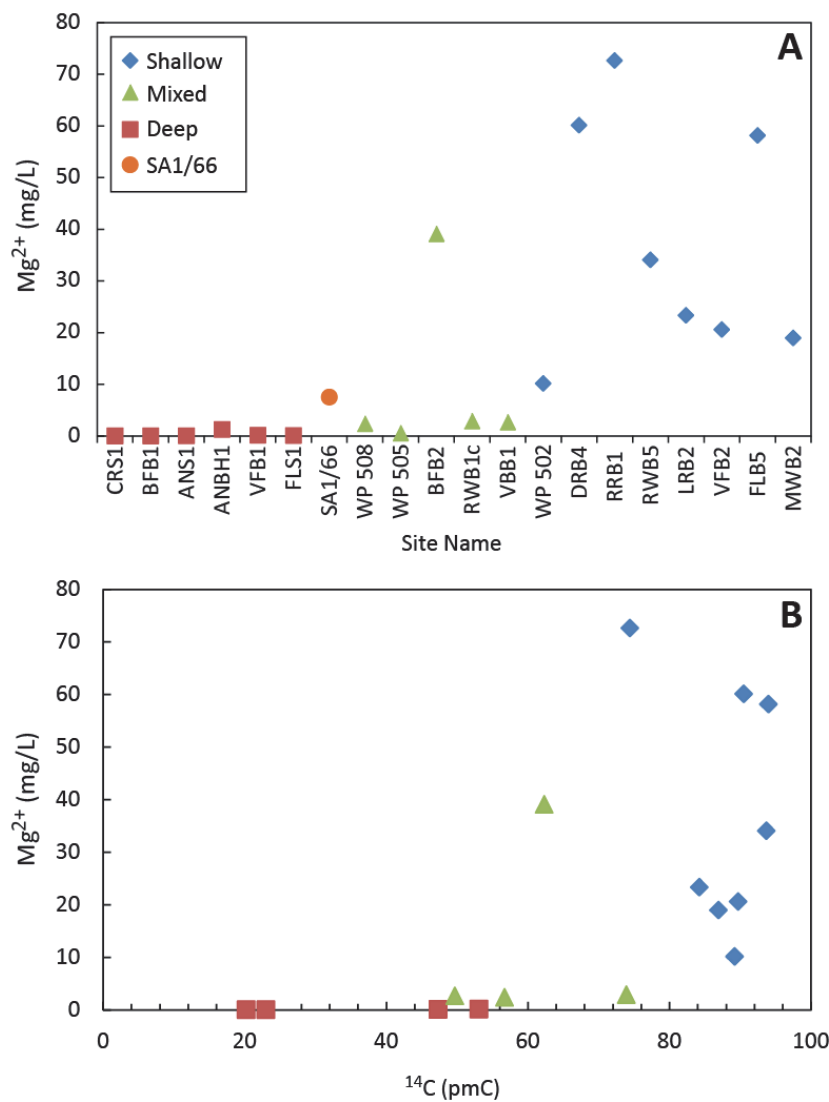 A
80
70
60
50
40
30
20
10
0
Mg2+ (mg/L)
Shallow
Mixed
Deep
SA1/66
CRS1
BFB1
ANS1
ANBH1
VFB1
FLS1
SA1/66
WP 508
WP 505
BFB2
RWB1c
VBB1
WP 502
DRB4
RRB1
RWB5
LRB2
VFB2
FLB5
MWB2
Site Name
B
80
70
60
50
40
30
20
10
0
Mg2+ (mg/L)
0 20 40 60 80 100
14C (pmC)